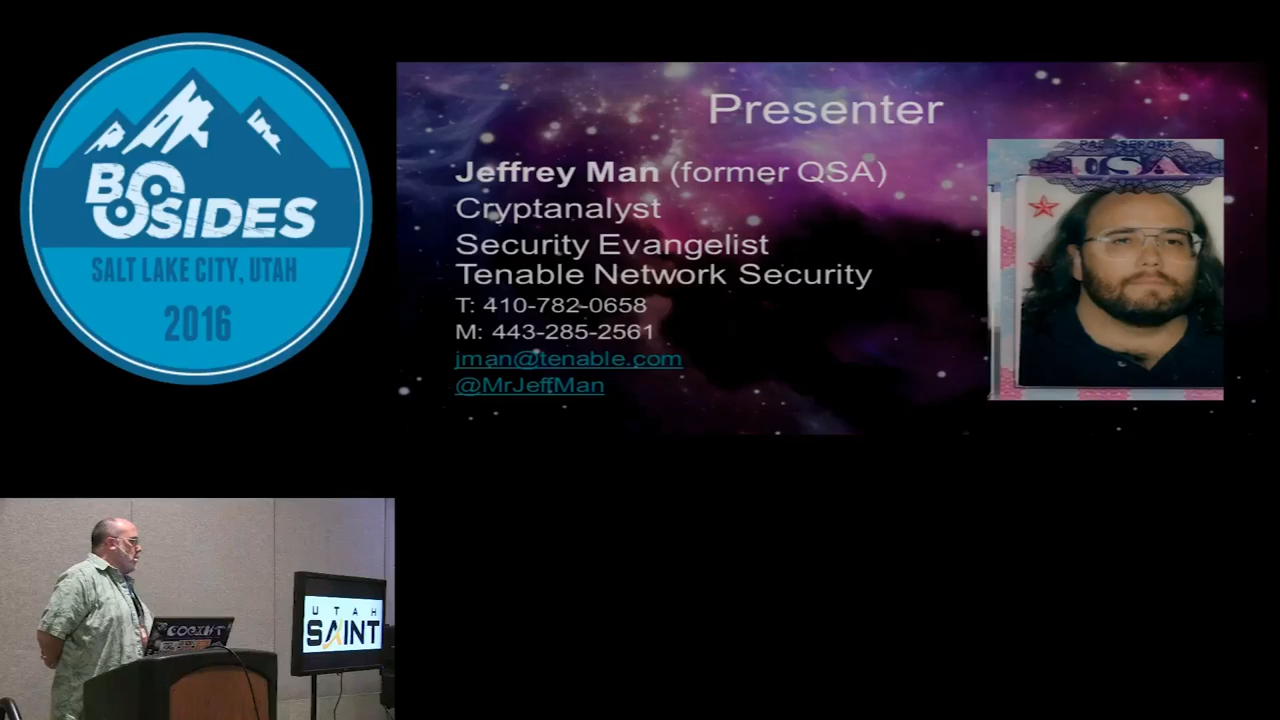 BSIDES
SALT LAKE CITY, UTAH
2016
Presenter
Jeffrey Man (former QSA)
Cryptanalyst
Security Evangelist
Tenable Network Security
T: 410-782-0658
M: 443-285-2561
jman@tenable.com
@MrJeffMan
PASSPORT
USA
UTAH
SAINT